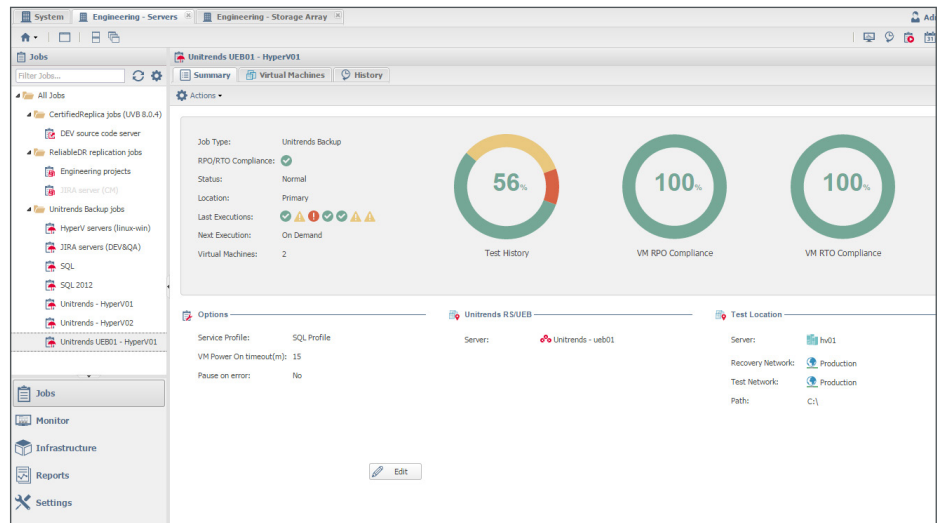 System Engineering - Servers Engineering - Storage Array Adi
Jobs
Filter Jobs...
All Jobs
CertifiedReplica jobs (UVB 8.0.4)
DEV source code server
ReliableDR replication jobs
Engineering projects
JIRA server (CM)
Unitrends Backup jobs
HyperV servers (linux-win)
JIRA servers (DEV&QA)
SQL
SQL 2012
Unitrends - HyperV01
Unitrends - HyperV02
Unitrends UEB01 - HyperV01
Jobs
Monitor
Infrastructure
Reports
Settings
31
Unitrends UEB01 - HyperV01
Summary Virtual Machines History
Actions
Job Type: Unitrends Backup
RPO/RTO Compliance:
Status: Normal
Location: Primary
Last Executions:
Next Execution: On Demand
Virtual Machines: 2
56%
Test History
100%
VM RPO Compliance
100%
VM RTO Compliance
Options
Service Profile: SQL Profile
VM Power On timeout(m): 15
Pause on error: No
Edit
Unitrends RS/UEB
Server: Unitrends - ueb01
Test Location
Server: hv01
Recovery Network: Production
Test Network: Production
Path: C:\